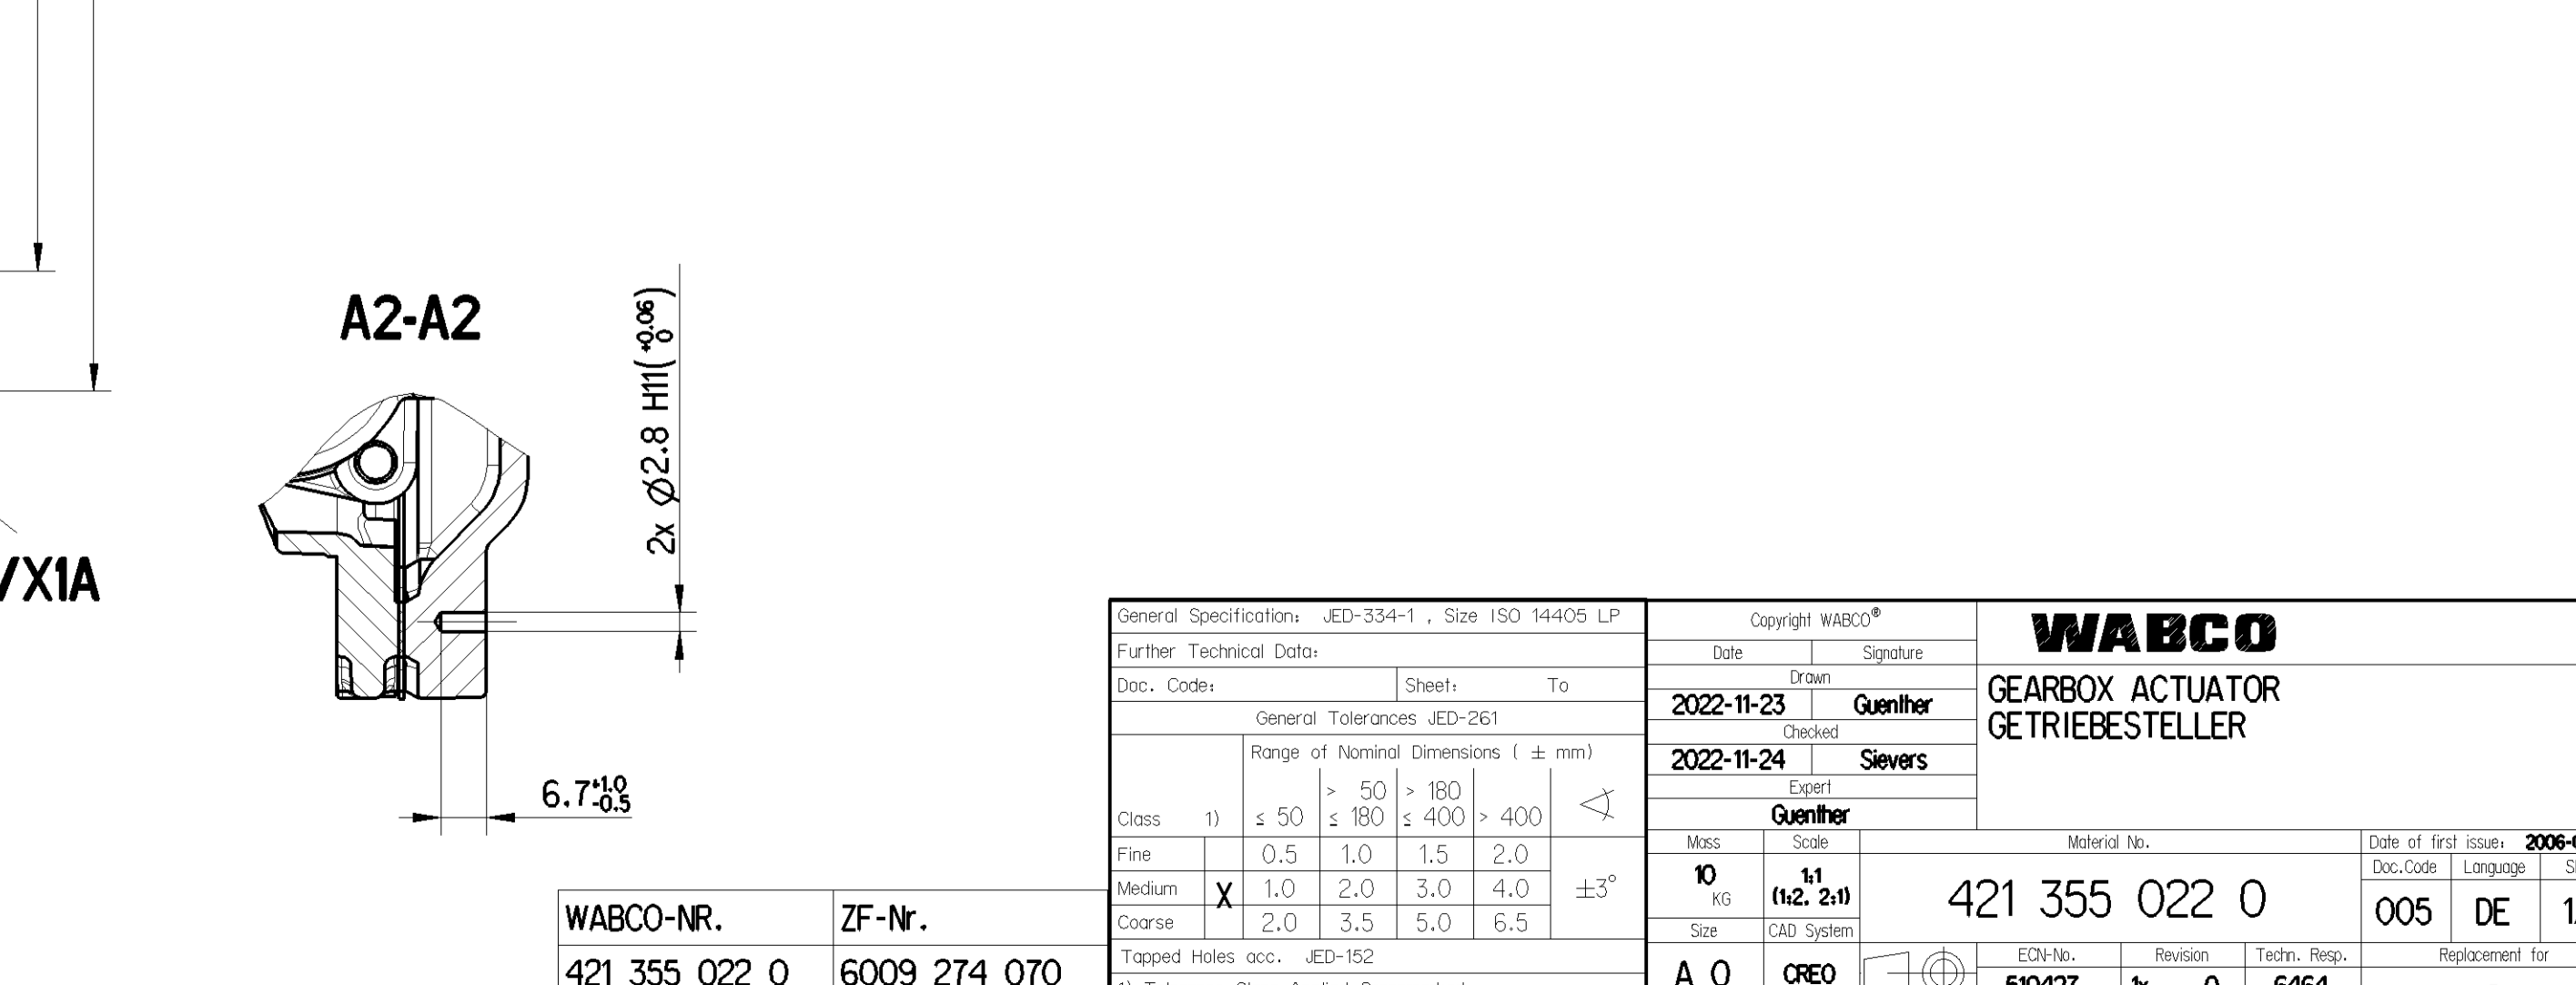 A2-A2
2x Ø2.8 H11(+0.06 0)
/X1A
6.7+1.0 -0.5
WABCO-NR. ZF-Nr.
421 355 022 0 6009 274 070
General Specification: JED-334-1 , Size ISO 14405 LP
Further Technical Data:
Doc. Code: Sheet: To
General Tolerances JED-261
Range of Nominal Dimensions ( ± mm)
> 50 > 180
Class 1) ≤ 50 ≤ 180 ≤ 400 > 400
Fine 0.5 1.0 1.5 2.0
Medium X 1.0 2.0 3.0 4.0 ±3°
Coarse 2.0 3.5 5.0 6.5
Tapped Holes acc. JED-152
Copyright WABCO®
Date Signature
Drawn
2022-11-23 Guenther
Checked
2022-11-24 Sievers
Expert
Guenther
WABCO
GEARBOX ACTUATOR
GETRIEBESTELLER
Mass Scale Material No. Date of first issue: 2006-
10 KG 1:1 (1:2, 2:1) 421 355 022 0
Doc.Code Language
005 DE
Size CAD System
A 0 CREO
ECN-No. Revision Techn. Resp. Replacement for